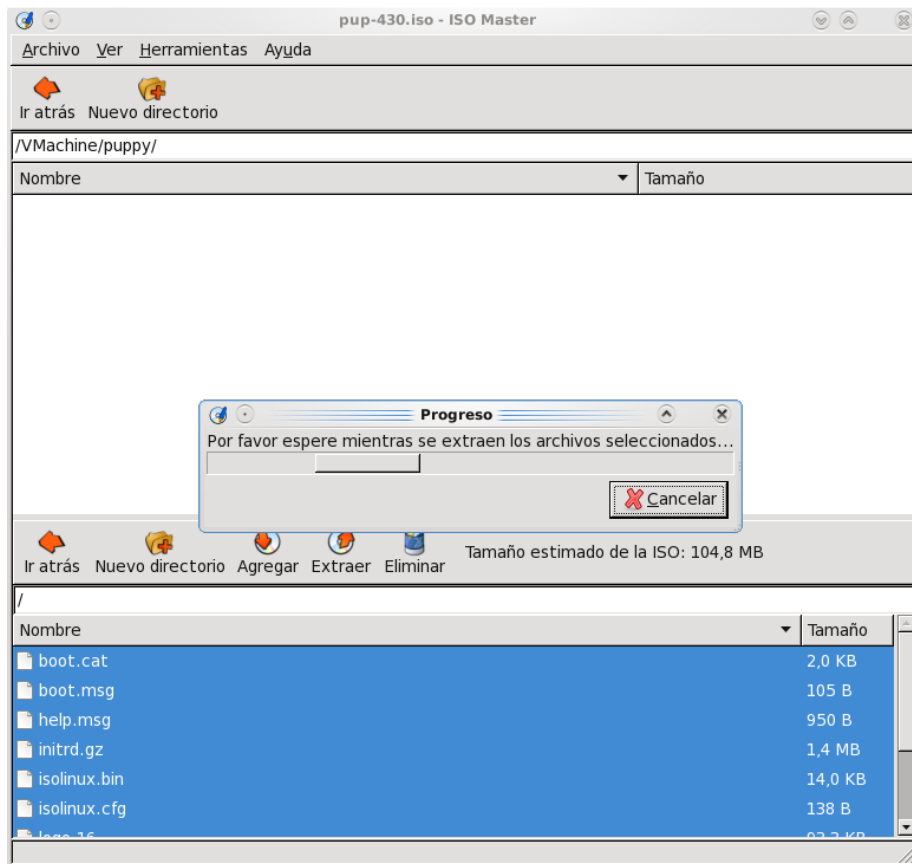 pup-430.iso - ISO Master
Archivo Ver Herramientas Ayuda
Ir atrás Nuevo directorio
/VMachine/puppy/
Nombre Tamaño
Progreso
Por favor espere mientras se extraen los archivos seleccionados...
Cancelar
Ir atrás Nuevo directorio Agregar Extraer Eliminar Tamaño estimado de la ISO: 104,8 MB
/
Nombre Tamaño
boot.cat 2,0 KB
boot.msg 105 B
help.msg 950 B
initrd.gz 1,4 MB
isolinux.bin 14,0 KB
isolinux.cfg 138 B